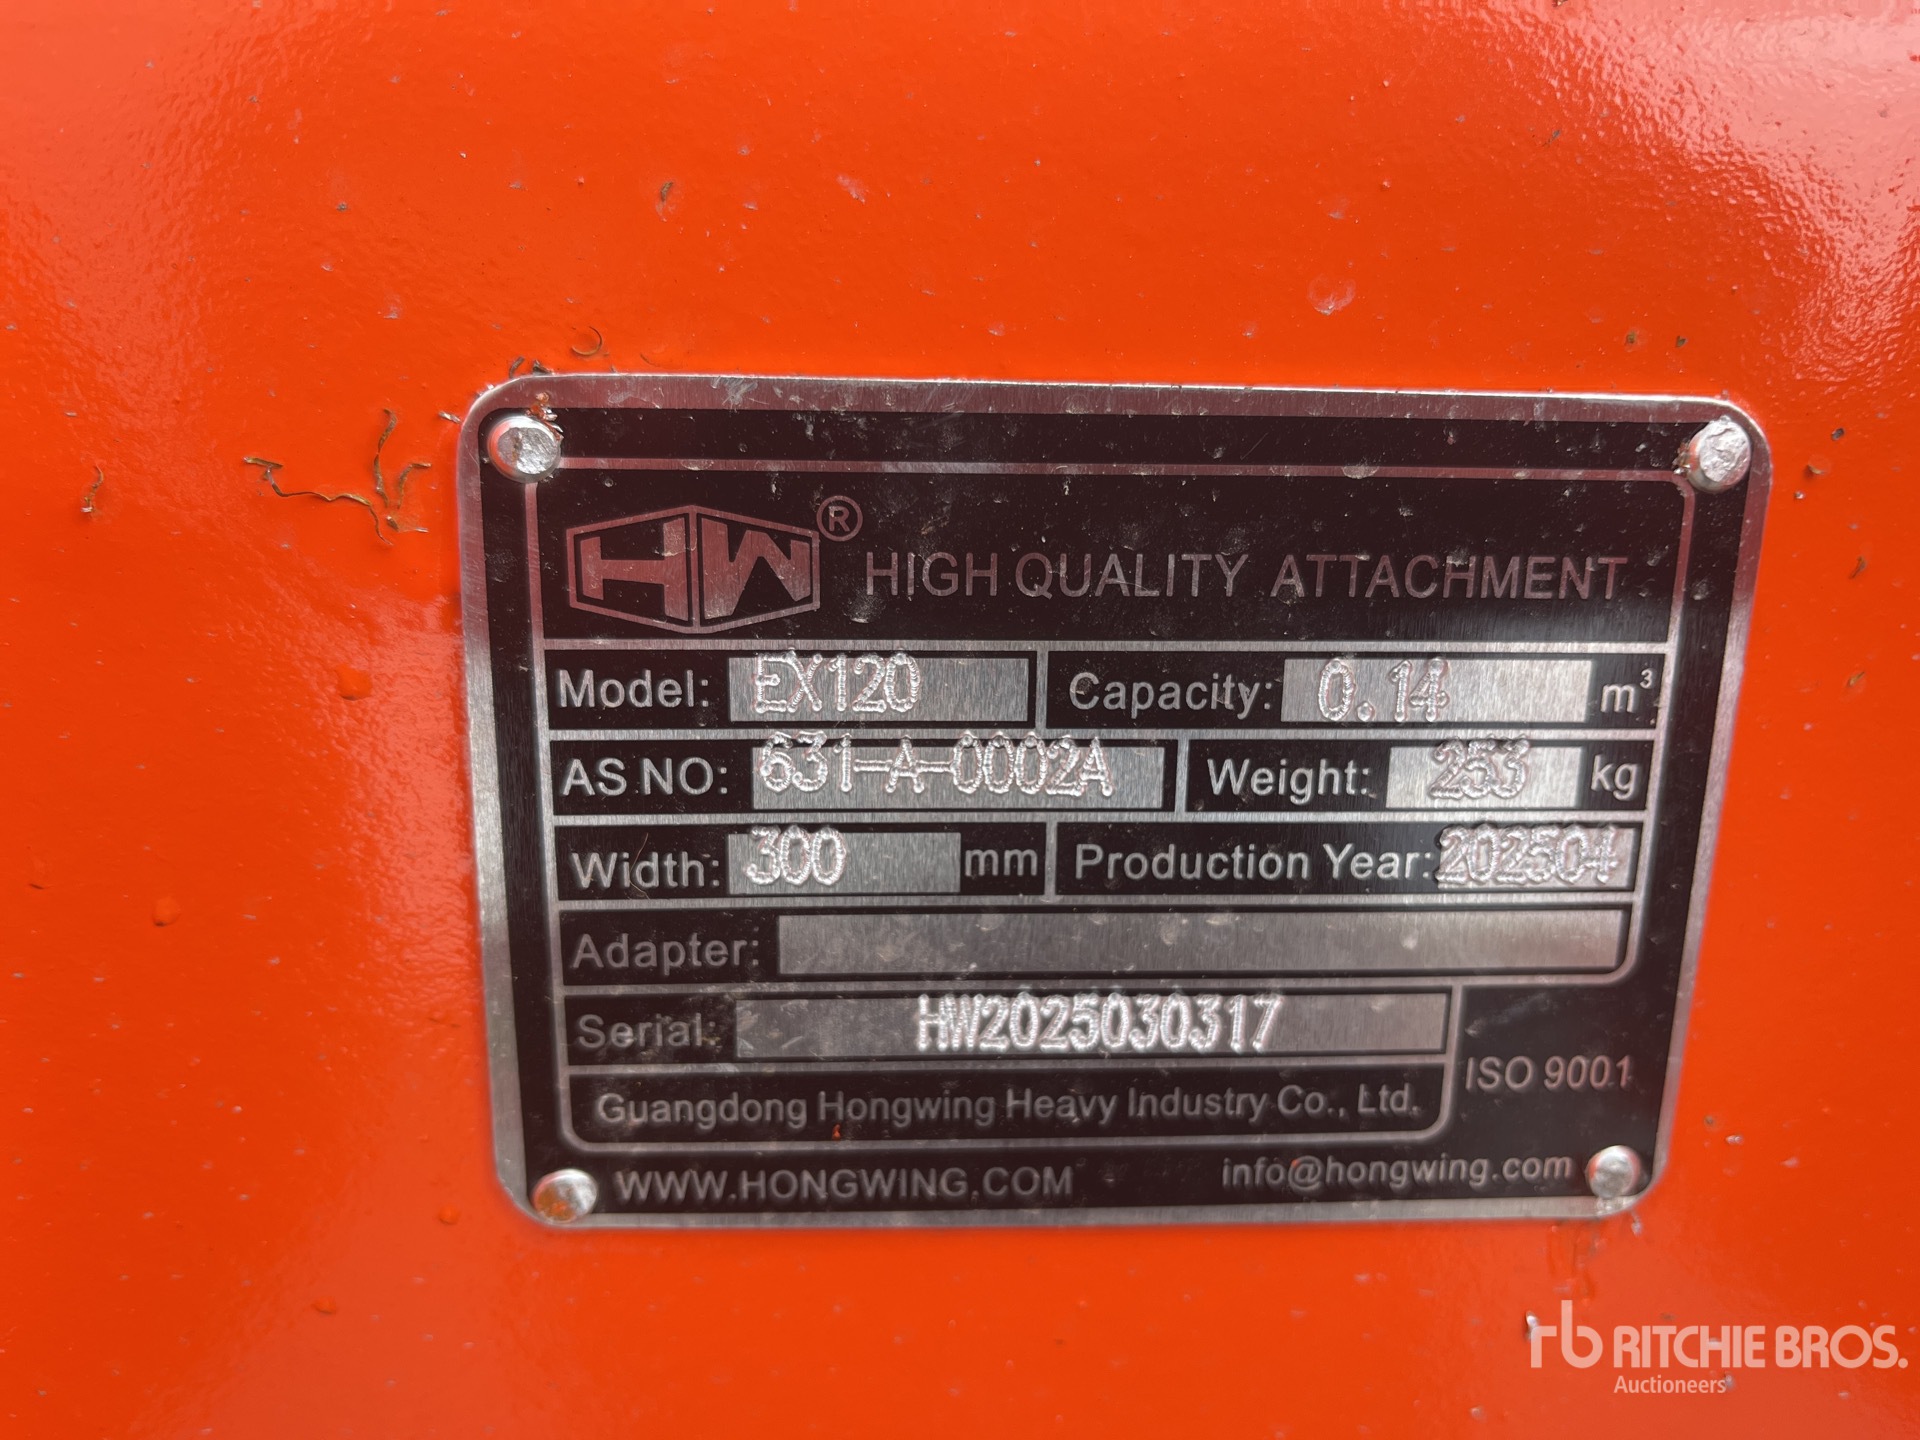 HW® HIGH QUALITY ATTACHMENT
Model: EX120 Capacity: 0.14 m³
AS NO: 631-A-0002A Weight: 253 kg
Width: 300 mm Production Year: 202504
Adapter:
Serial: HW2025030317
ISO 9001
Guangdong Hongwing Heavy Industry Co., Ltd.
WWW.HONGWING.COM info@hongwing.com
rb RITCHIE BROS.
Auctioneers